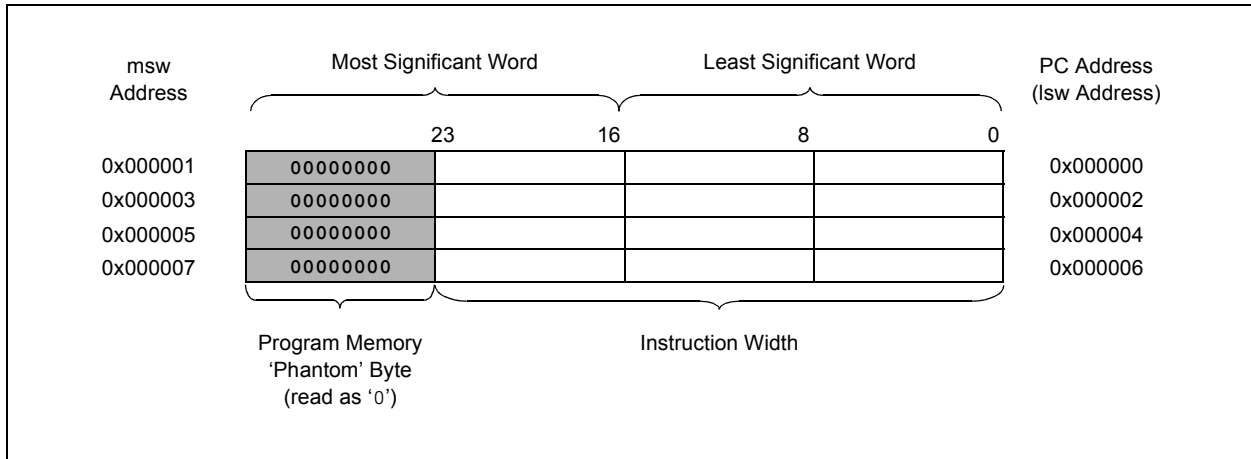 msw
Address
Most Significant Word
Least Significant Word
PC Address
(lsw Address)
23 16 8 0
0x000001 00000000 0x000000
0x000003 00000000 0x000002
0x000005 00000000 0x000004
0x000007 00000000 0x000006
Program Memory
‘Phantom’ Byte
(read as ‘0’)
Instruction Width